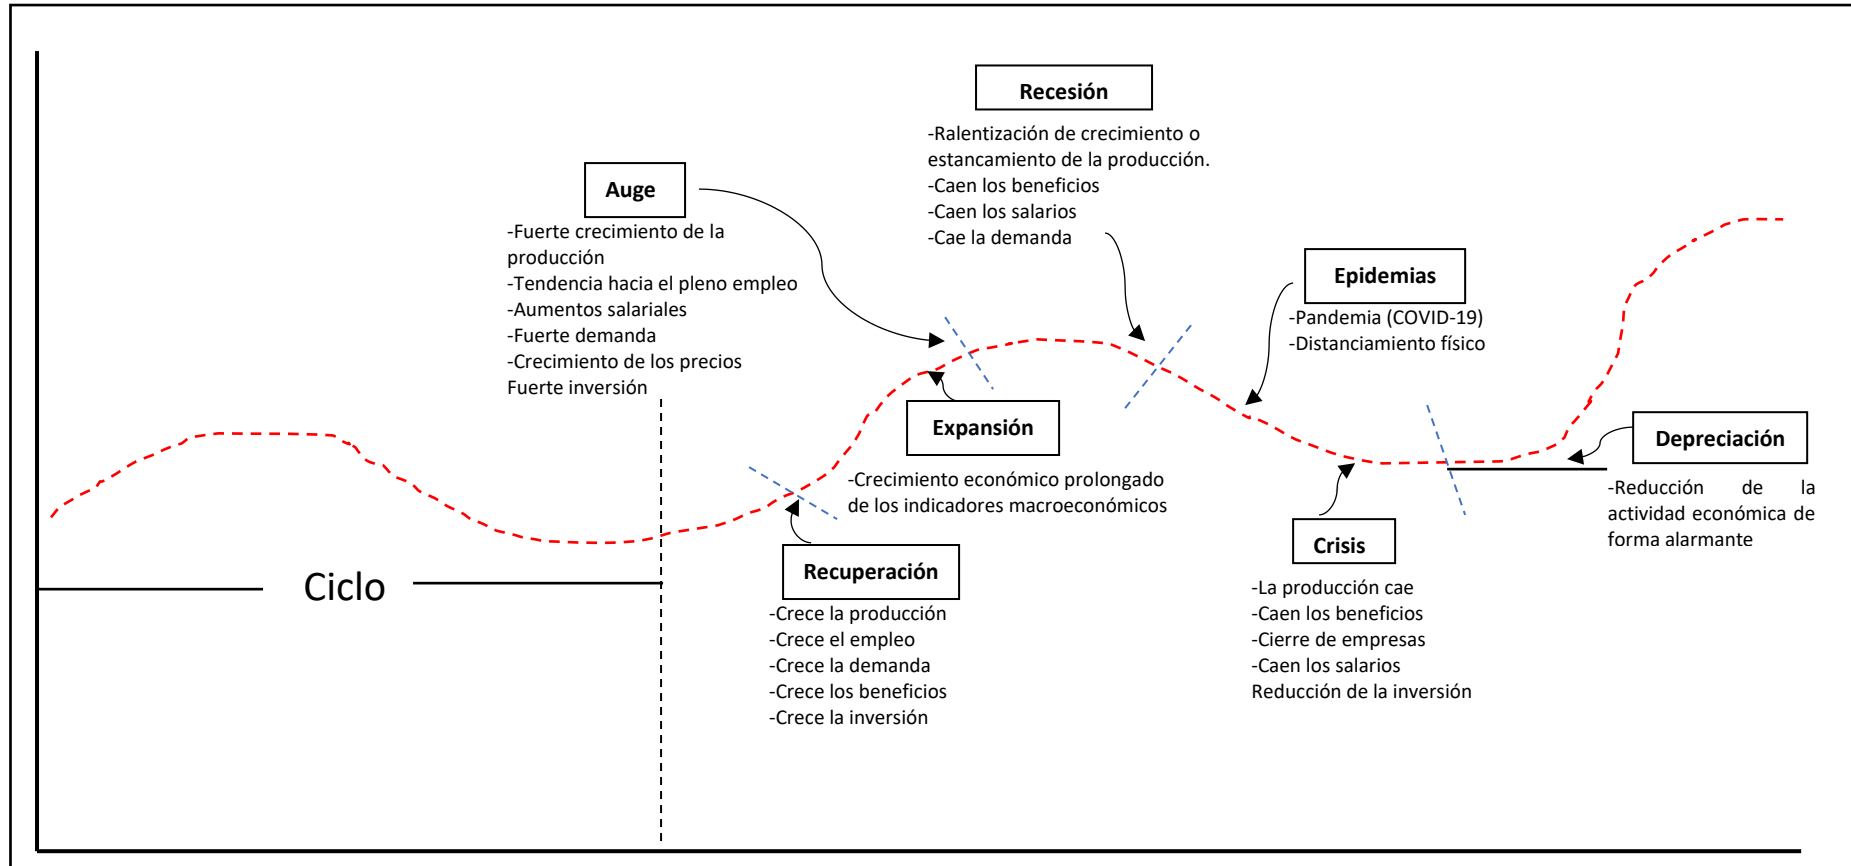 Recesión
-Ralentización de crecimiento o
estancamiento de la producción.
-Caen los beneficios
-Caen los salarios
-Cae la demanda
Auge
-Fuerte crecimiento de la
producción
-Tendencia hacia el pleno empleo
-Aumentos salariales
-Fuerte demanda
-Crecimiento de los precios
Fuerte inversión
Epidemias
-Pandemia (COVID-19)
-Distanciamiento físico
Expansión
-Crecimiento económico prolongado
de los indicadores macroeconómicos
Depreciación
-Reducción de la
actividad económica de
forma alarmante
Ciclo
Recuperación
-Crece la producción
-Crece el empleo
-Crece la demanda
-Crece los beneficios
-Crece la inversión
Crisis
-La producción cae
-Caen los beneficios
-Cierre de empresas
-Caen los salarios
Reducción de la inversión